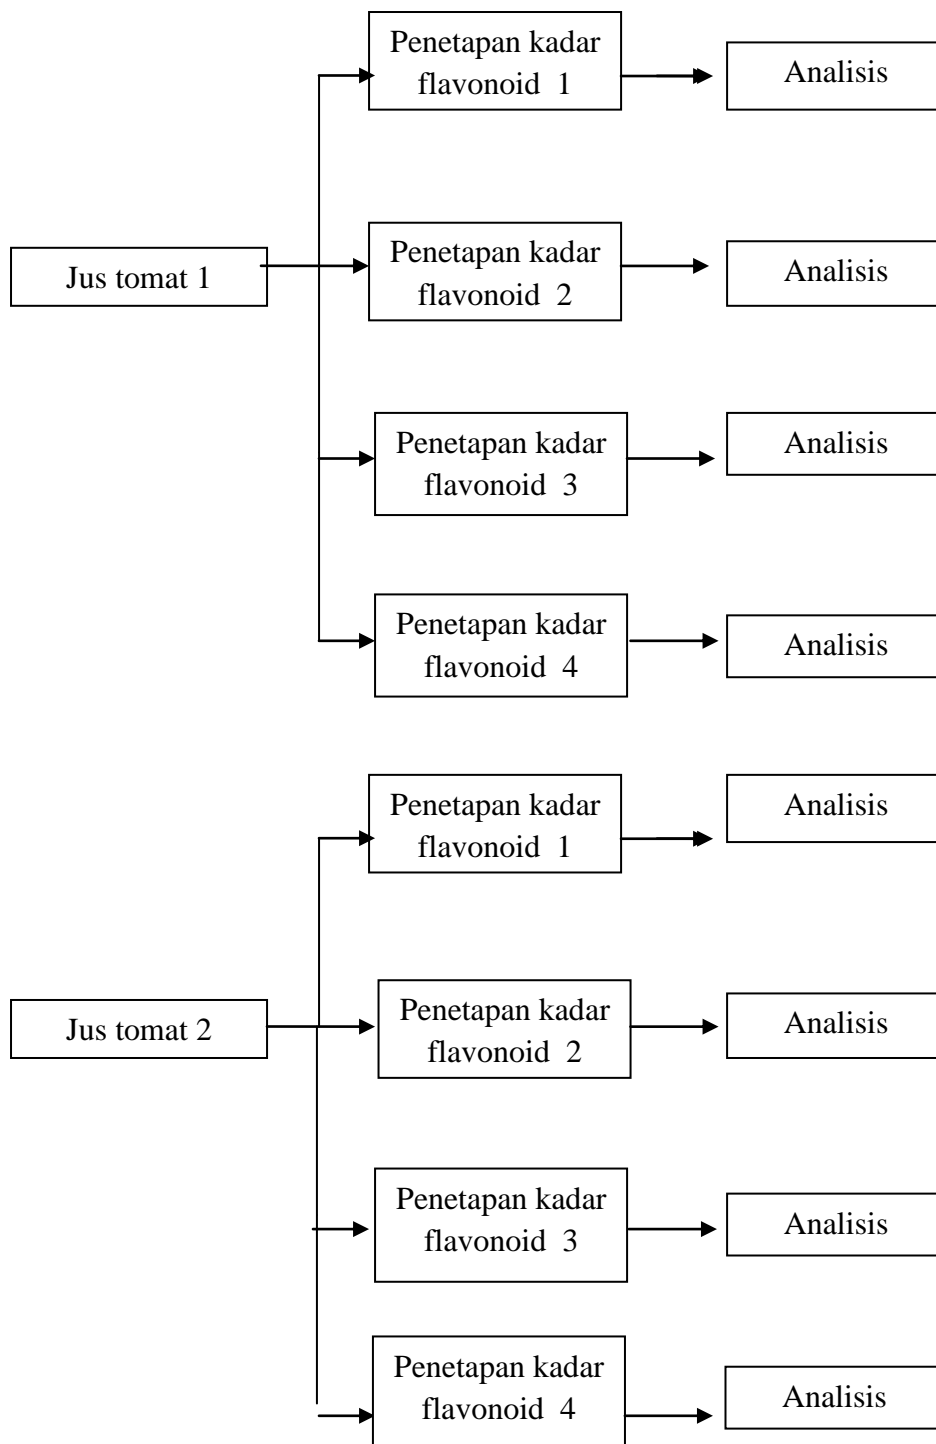 Penetapan kadar
flavonoid 1
Analisis
Jus tomat 1
Penetapan kadar
flavonoid 2
Analisis
Penetapan kadar
flavonoid 3
Analisis
Penetapan kadar
flavonoid 4
Analisis
Penetapan kadar
flavonoid 1
Analisis
Jus tomat 2
Penetapan kadar
flavonoid 2
Analisis
Penetapan kadar
flavonoid 3
Analisis
Penetapan kadar
flavonoid 4
Analisis